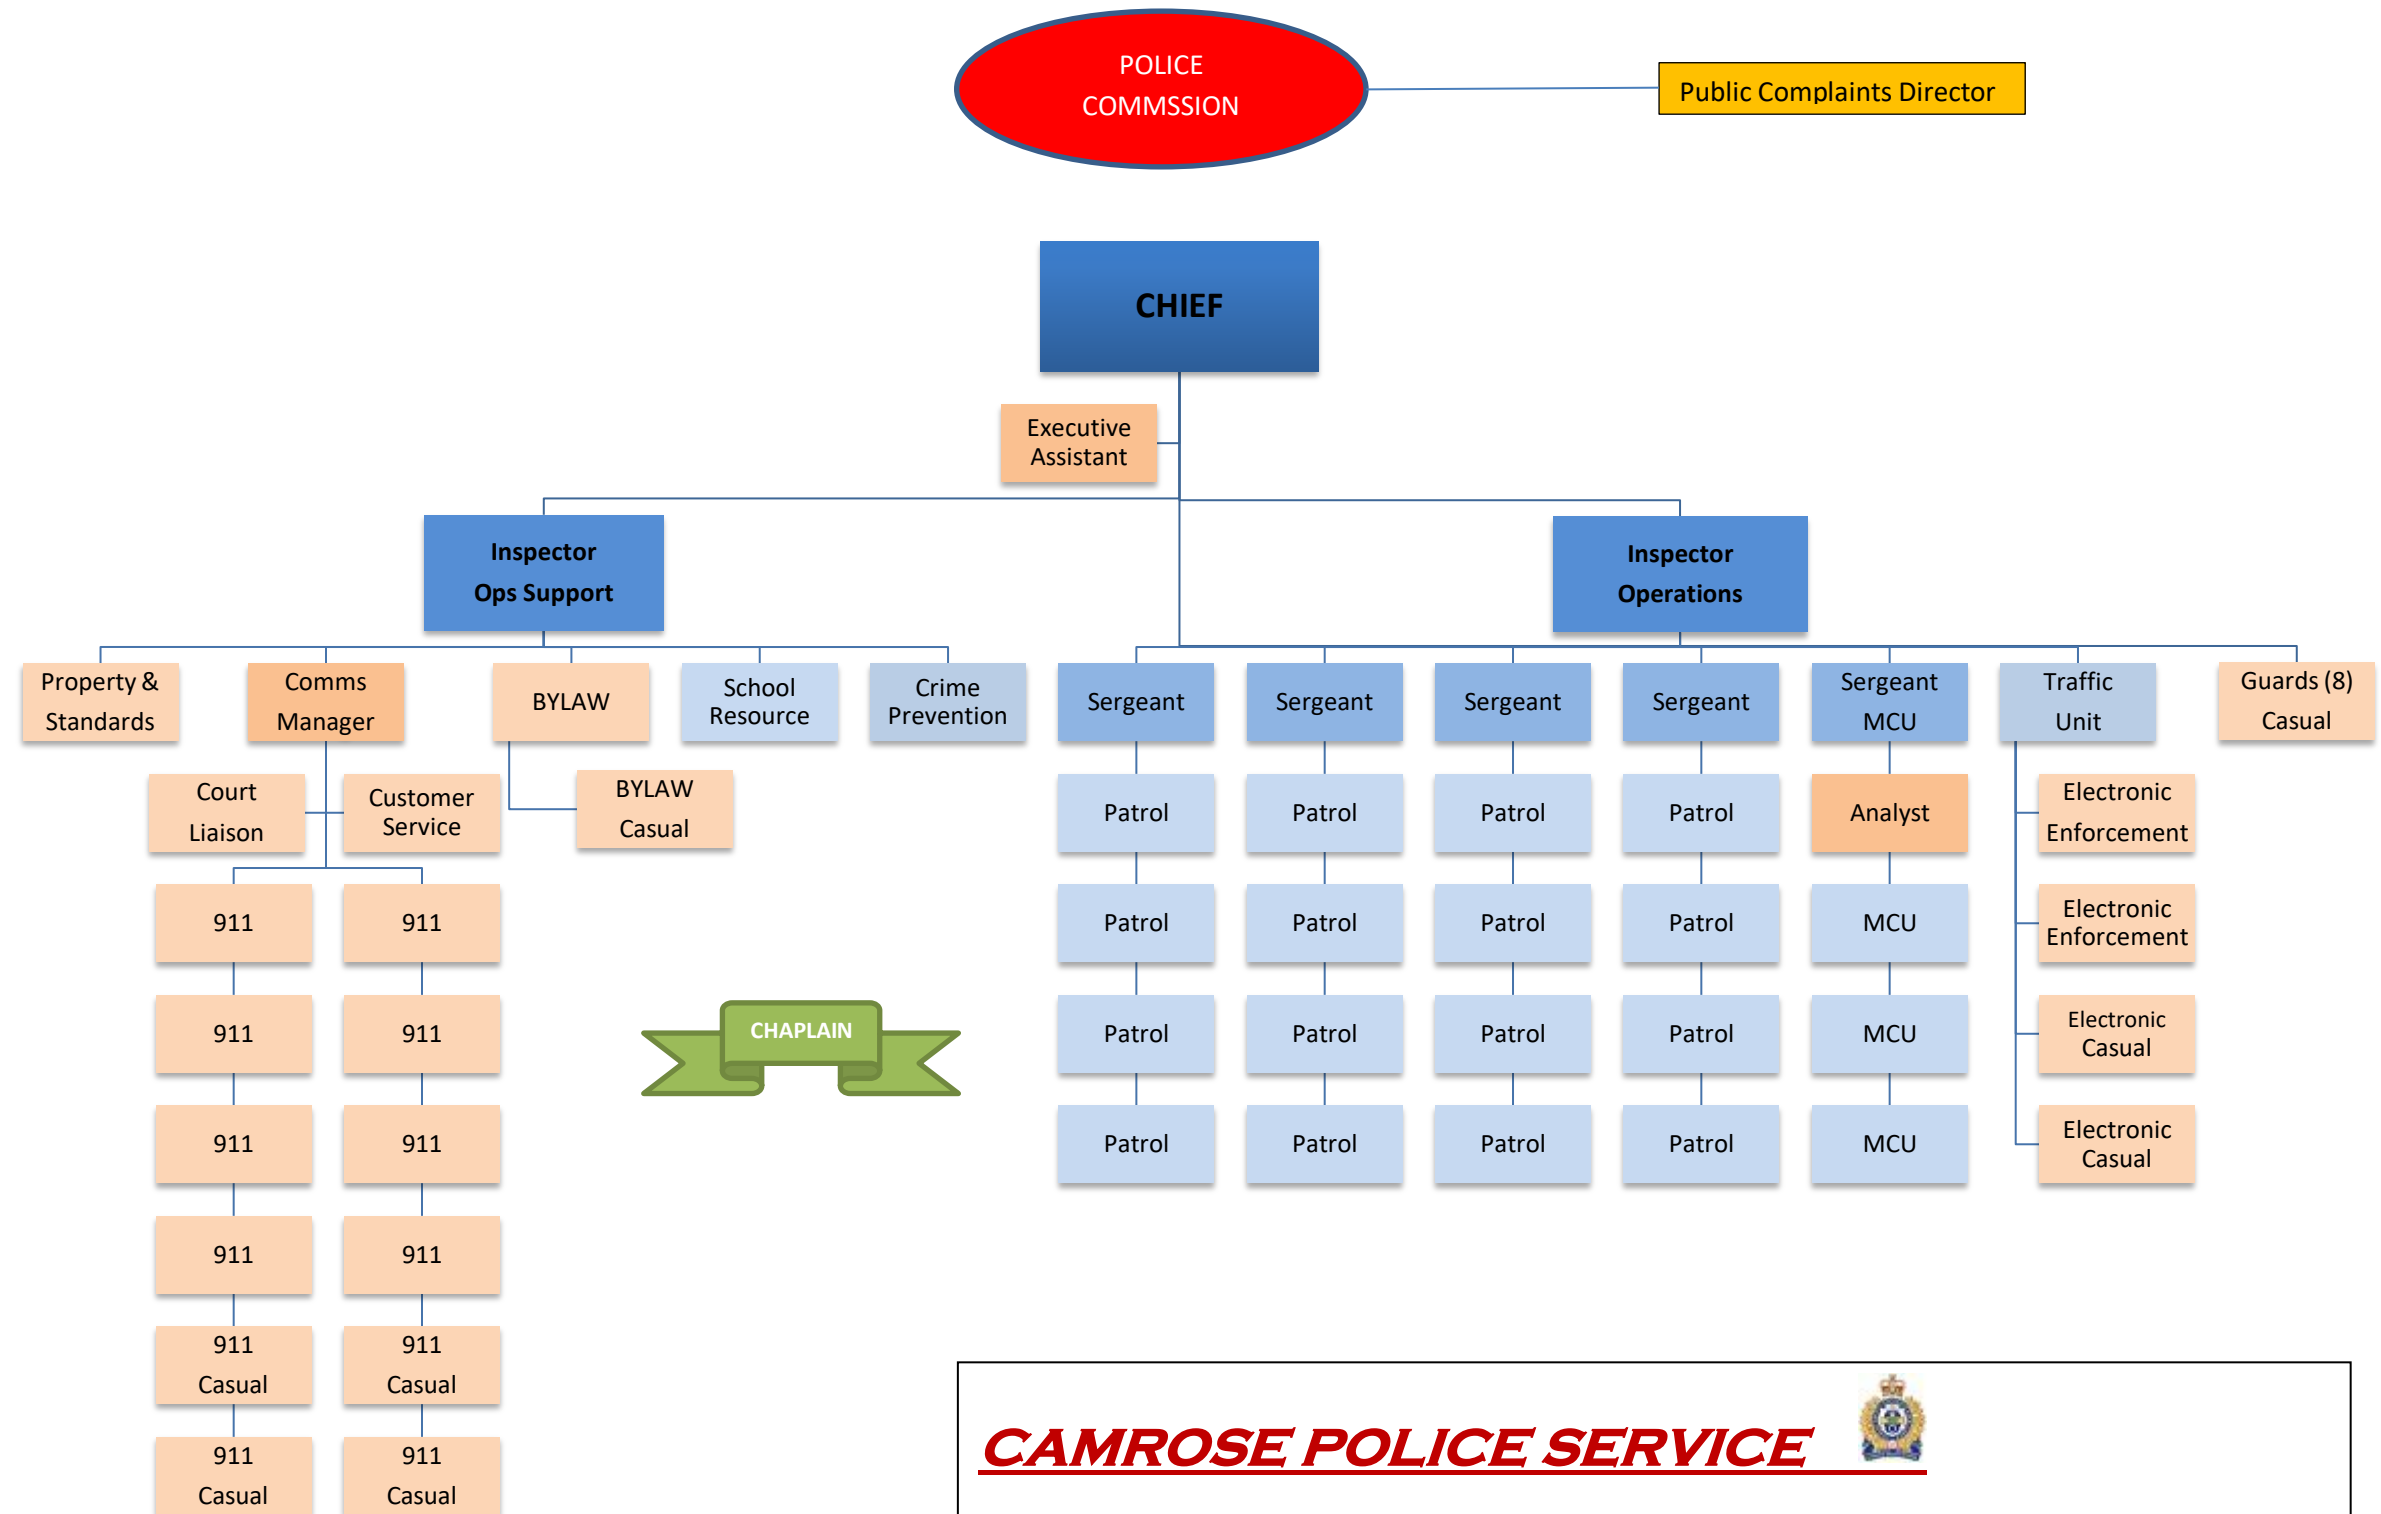 POLICE
COMMSSION
Public Complaints Director
CHIEF
Executive
Assistant
Inspector
Ops Support
Inspector
Operations
Property &
Standards
Comms
Manager
BYLAW
School
Resource
Crime
Prevention
Sergeant
Sergeant
Sergeant
Sergeant
Sergeant
MCU
Traffic
Unit
Guards (8)
Casual
Court
Liaison
Customer
Service
BYLAW
Casual
Patrol
Patrol
Patrol
Patrol
Analyst
Electronic
Enforcement
911
911
Patrol
Patrol
Patrol
Patrol
MCU
Electronic
Enforcement
911
911
CHAPLAIN
Patrol
Patrol
Patrol
Patrol
MCU
Electronic
Casual
911
911
Patrol
Patrol
Patrol
Patrol
MCU
Electronic
Casual
911
911
911
Casual
911
Casual
911
Casual
911
Casual
CAMROSE POLICE SERVICE